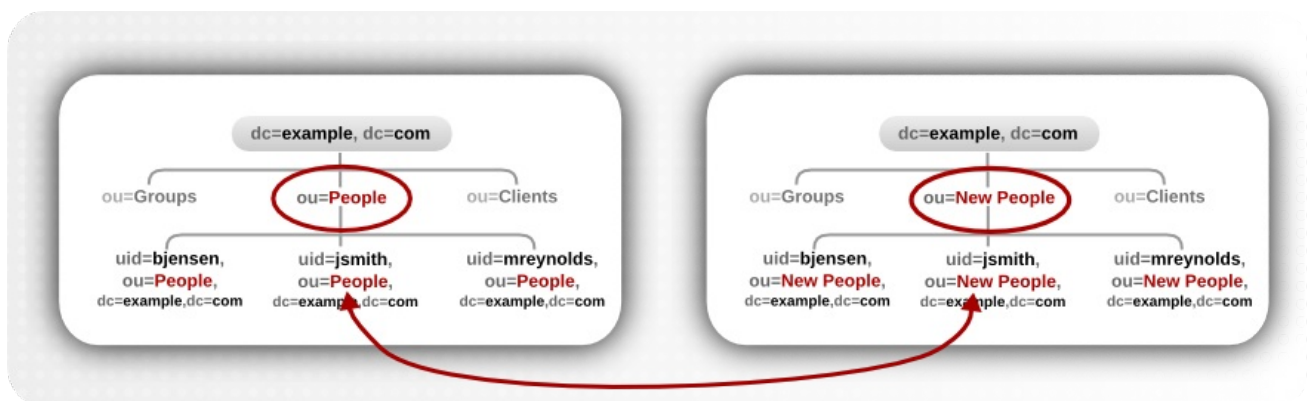 dc=example, dc=com
ou=Groups
ou=People
ou=Clients
uid=bjensen,
ou=People,
dc=example,dc=com
uid=jsmith,
ou=People,
dc=example,dc=com
uid=mreynolds,
ou=People,
dc=example,dc=com
dc=example, dc=com
ou=Groups
ou=New People
ou=Clients
uid=bjensen,
ou=New People,
dc=example,dc=com
uid=jsmith,
ou=New People,
dc=example,dc=com
uid=mreynolds,
ou=New People,
dc=example,dc=com